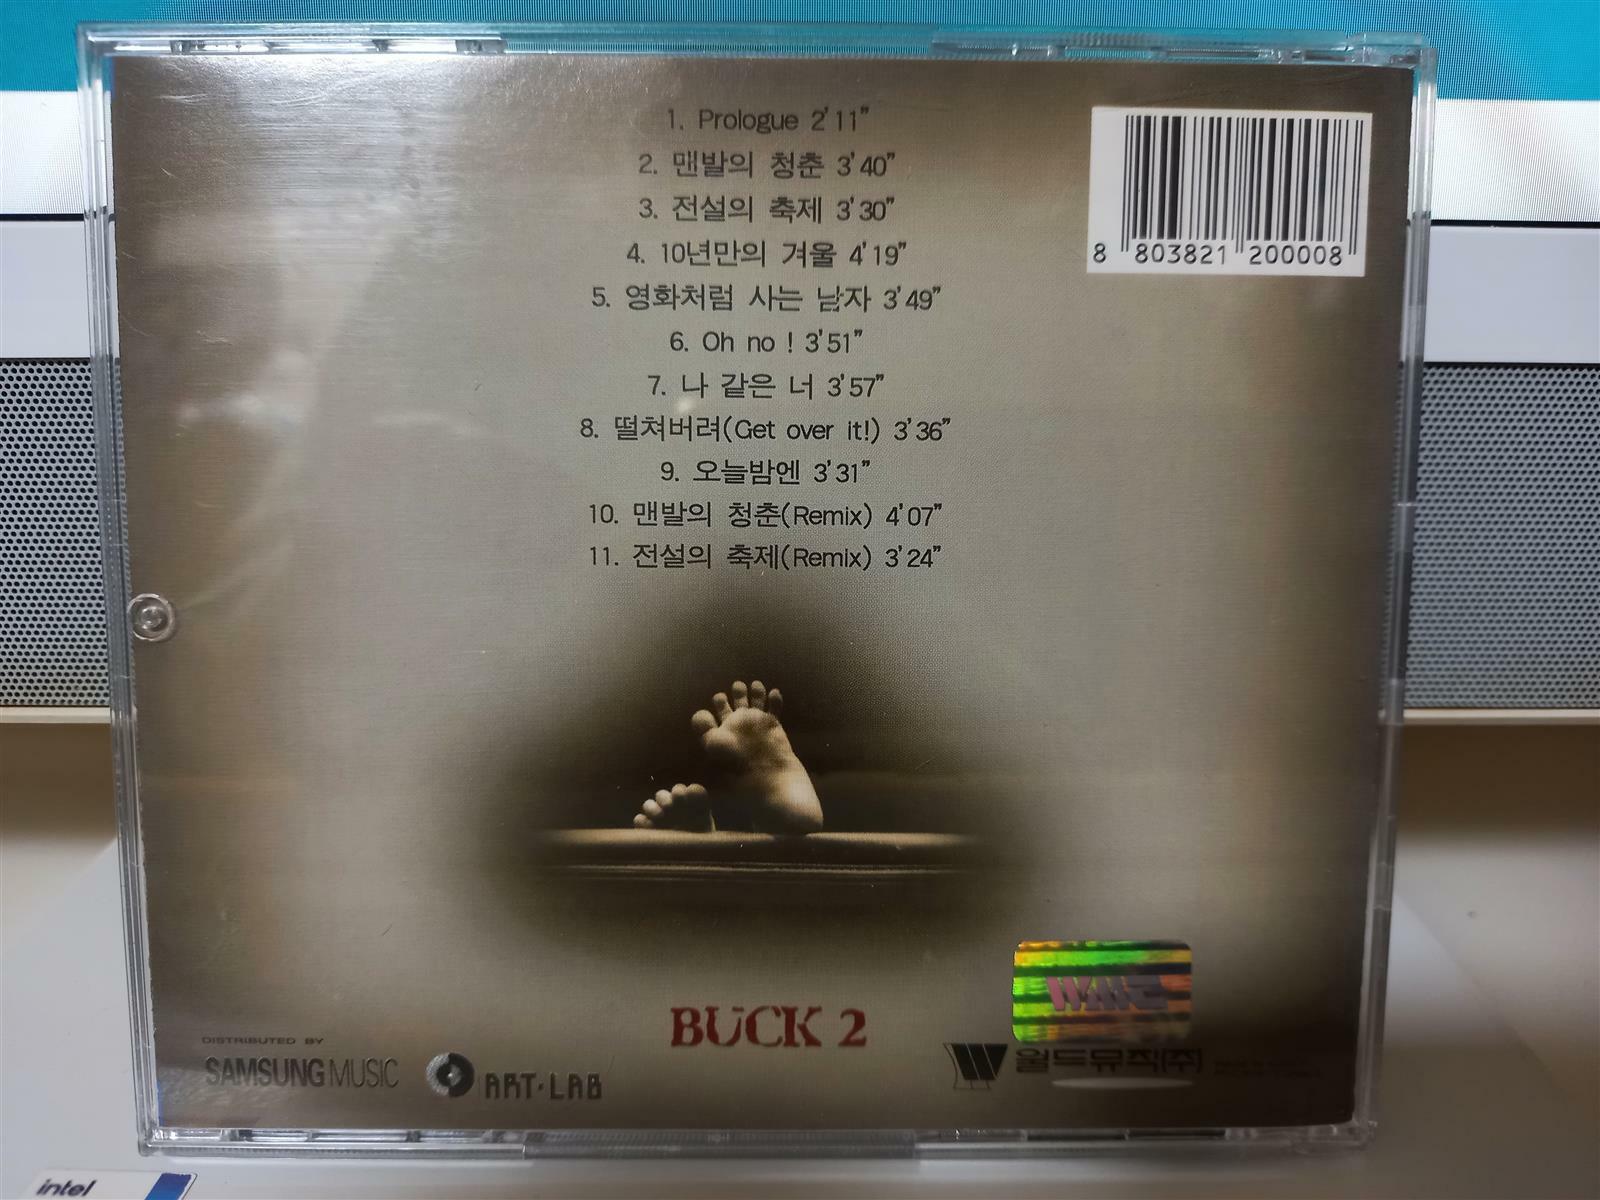 1. Prologue 2'11"
2. 맨발의 청춘 3'40"
3. 전설의 축제 3'30"
4. 10년만의 겨울 4'19"
5. 영화처럼 사는 남자 3'49"
6. Oh no ! 3'51"
7. 나 같은 너 3'57"
8. 떨쳐버려(Get over it!) 3'36"
9. 오늘밤엔 3'31"
10. 맨발의 청춘(Remix) 4'07"
11. 전설의 축제(Remix) 3'24"
8 803821 200008
BUCK 2
DISTRIBUTED BY
SAMSUNG MUSIC
ART·LAB
월드뮤직(주)
intel